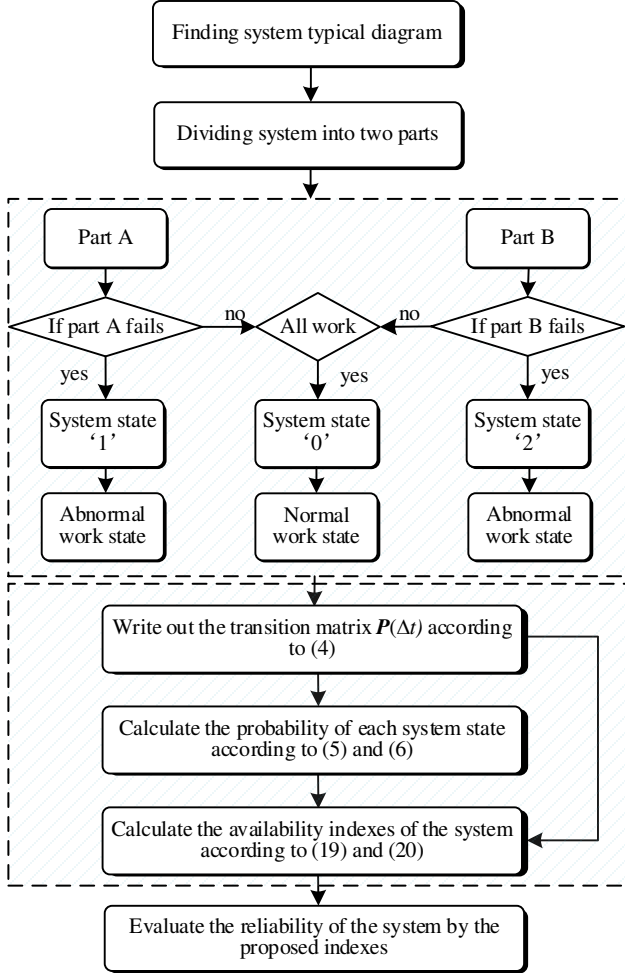 Finding system typical diagram
Dividing system into two parts
Part A
Part B
If part A fails
no
All work
no
If part B fails
yes
yes
yes
System state
‘1’
System state
‘0’
System state
‘2’
Abnormal
work state
Normal
work state
Abnormal
work state
Write out the transition matrix P(Δt) according
to (4)
Calculate the probability of each system state
according to (5) and (6)
Calculate the availability indexes of the system
according to (19) and (20)
Evaluate the reliability of the system by the
proposed indexes